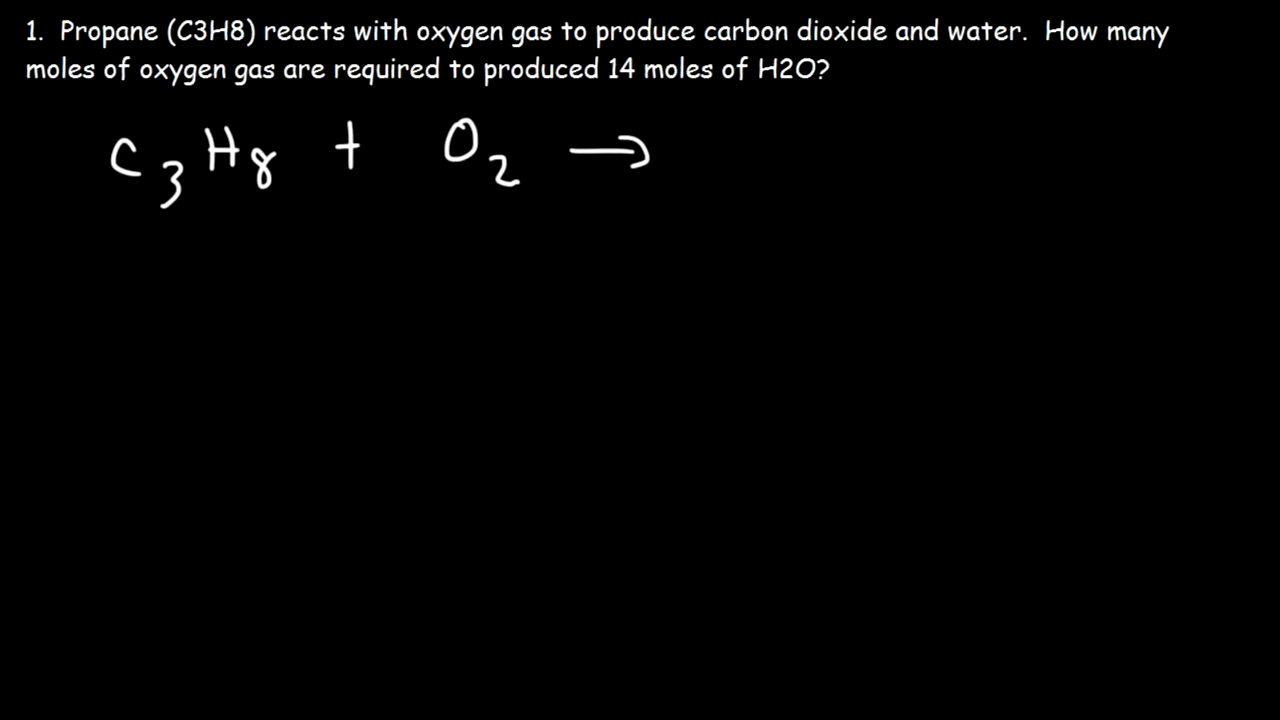 1. Propane (C3H8) reacts with oxygen gas to produce carbon dioxide and water. How many
moles of oxygen gas are required to produced 14 moles of H2O?
C₃H₈ + O₂ →